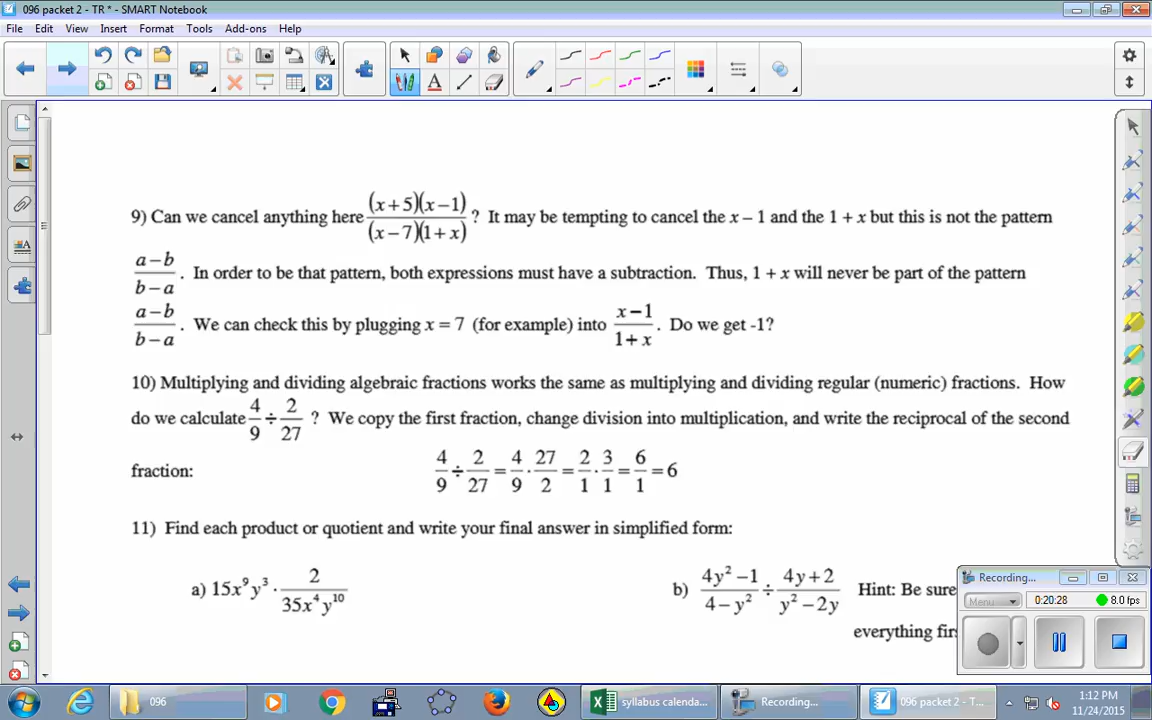 096 packet 2 - TR * - SMART Notebook
File Edit View Insert Format Tools Add-ons Help
9) Can we cancel anything here (x+5)(x−1) / (x−7)(1+x) ? It may be tempting to cancel the x – 1 and the 1 + x but this is not the pattern
a−b / b−a . In order to be that pattern, both expressions must have a subtraction. Thus, 1 + x will never be part of the pattern
a−b / b−a . We can check this by plugging x = 7 (for example) into x−1 / 1+x . Do we get -1?
10) Multiplying and dividing algebraic fractions works the same as multiplying and dividing regular (numeric) fractions. How
do we calculate 4/9 ÷ 2/27 ? We copy the first fraction, change division into multiplication, and write the reciprocal of the second
fraction: 4/9 ÷ 2/27 = 4/9 · 27/2 = 2/1 · 3/1 = 6/1 = 6
11) Find each product or quotient and write your final answer in simplified form:
a) 15x⁹y³ · 2 / 35x⁴y¹⁰ b) 4y²−1 / 4−y² ÷ 4y+2 / y²−2y Hint: Be sure
everything firs
Recording...
Menu 0:20:28 8.0 fps
096 syllabus calenda... Recording... 096 packet 2 - TR...
1:12 PM
11/24/2015